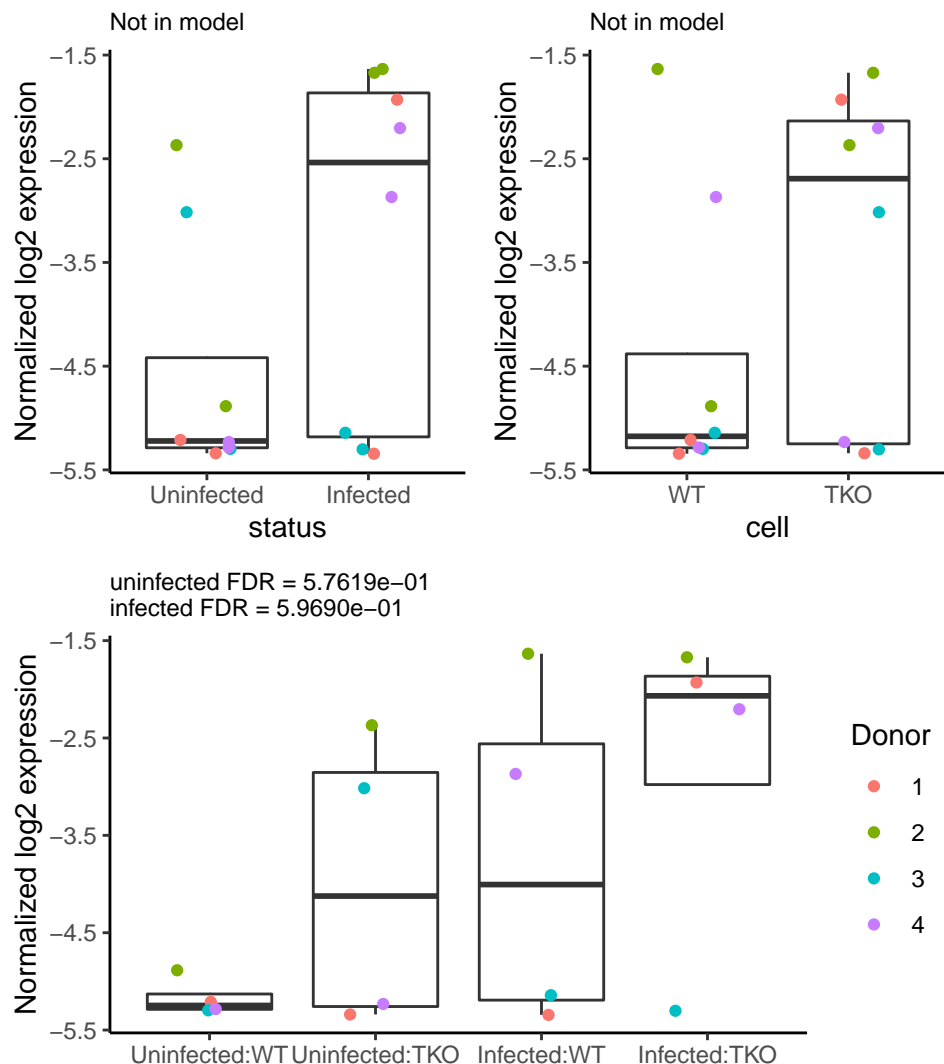 Not in model
Normalized log2 expression
−1.5
−2.5
−3.5
−4.5
−5.5
Uninfected
Infected
status
Not in model
Normalized log2 expression
−1.5
−2.5
−3.5
−4.5
−5.5
WT
TKO
cell
uninfected FDR = 5.7619e−01
infected FDR = 5.9690e−01
Normalized log2 expression
−1.5
−2.5
−3.5
−4.5
−5.5
Uninfected:WT
Uninfected:TKO
Infected:WT
Infected:TKO
Donor
1
2
3
4